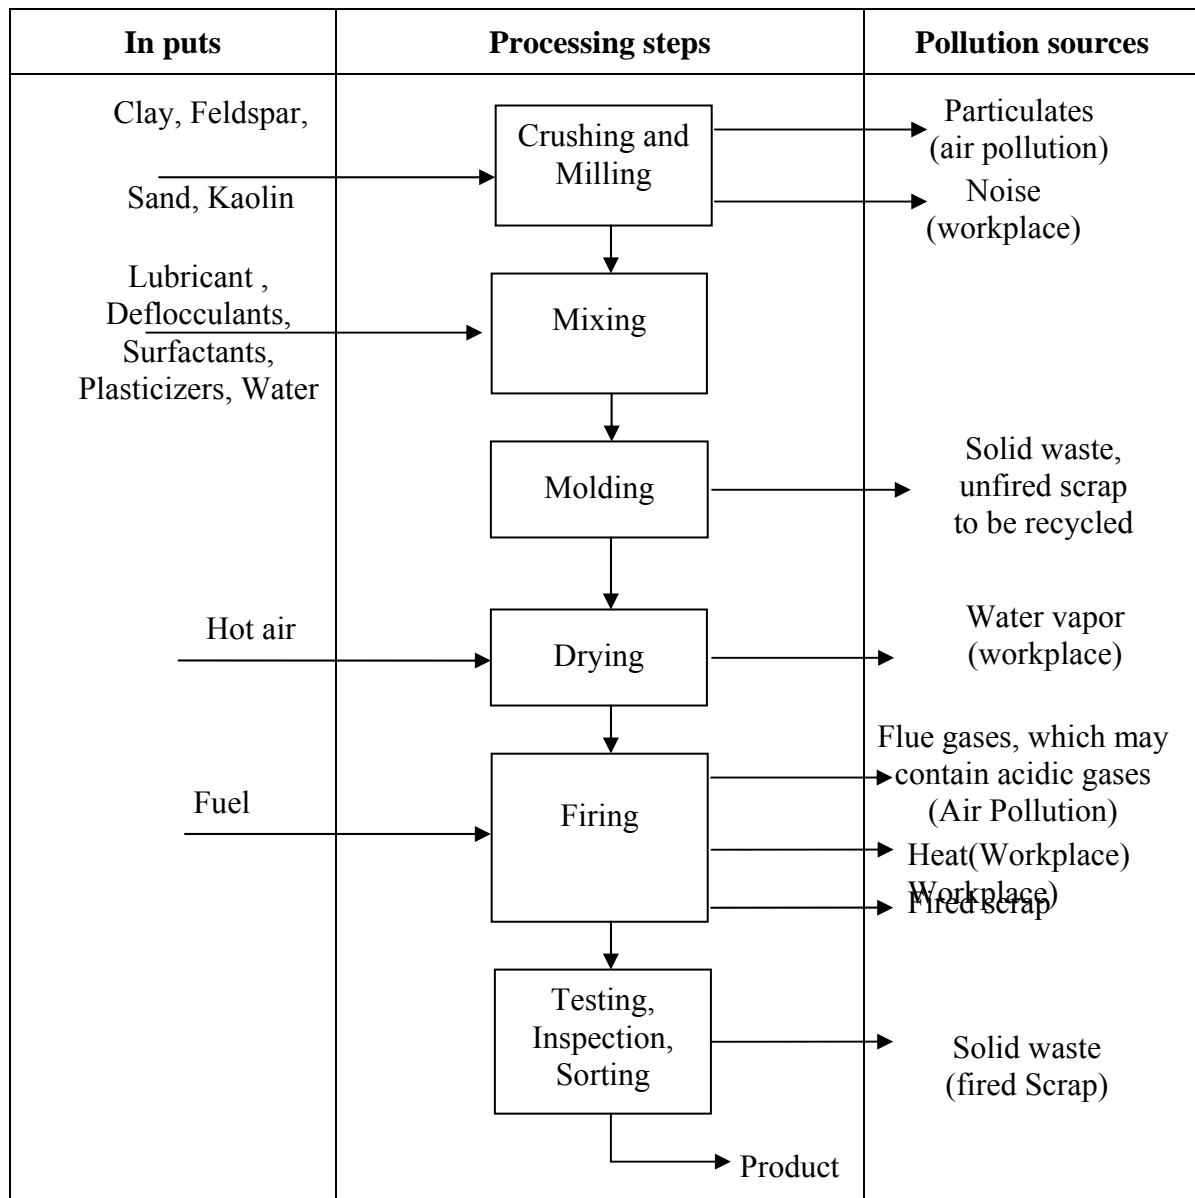 In puts
Processing steps
Pollution sources
Clay, Feldspar,
Sand, Kaolin
Crushing and
Milling
Particulates
(air pollution)
Noise
(workplace)
Lubricant ,
Deflocculants,
Surfactants,
Plasticizers, Water
Mixing
Molding
Solid waste,
unfired scrap
to be recycled
Hot air
Drying
Water vapor
(workplace)
Fuel
Firing
Flue gases, which may
contain acidic gases
(Air Pollution)
Heat(Workplace)
Workplace)
Fired scrap
Testing,
Inspection,
Sorting
Solid waste
(fired Scrap)
Product